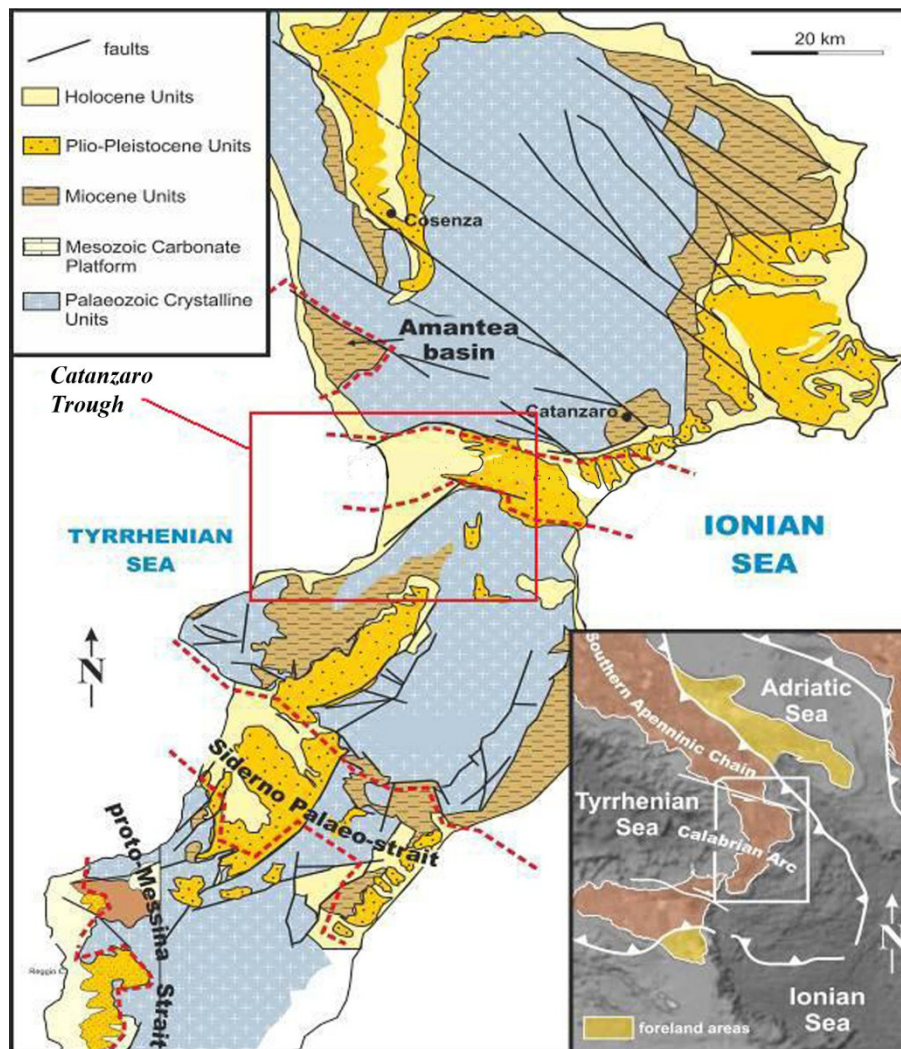 faults
Holocene Units
Plio-Pleistocene Units
Miocene Units
Mesozoic Carbonate
Platform
Palaeozoic Crystalline
Units
20 km
Cosenza
Amantea
basin
Catanzaro
Trough
Catanzaro
TYRRHENIAN
SEA
IONIAN
SEA
N
Siderno Palaeo-strait
proto-Messina Strait
Reggio C.
Southern Apenninic Chain
Adriatic
Sea
Tyrrhenian
Sea
Calabrian Arc
N
Ionian
Sea
foreland areas